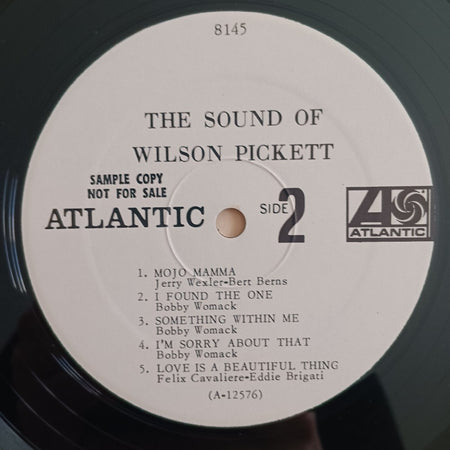 8145
THE SOUND OF
WILSON PICKETT
SAMPLE COPY
NOT FOR SALE
ATLANTIC
SIDE 2
ATLANTIC
1. MOJO MAMMA
Jerry Wexler-Bert Berns
2. I FOUND THE ONE
Bobby Womack
3. SOMETHING WITHIN ME
Bobby Womack
4. I'M SORRY ABOUT THAT
Bobby Womack
5. LOVE IS A BEAUTIFUL THING
Felix Cavaliere-Eddie Brigati
(A-12576)